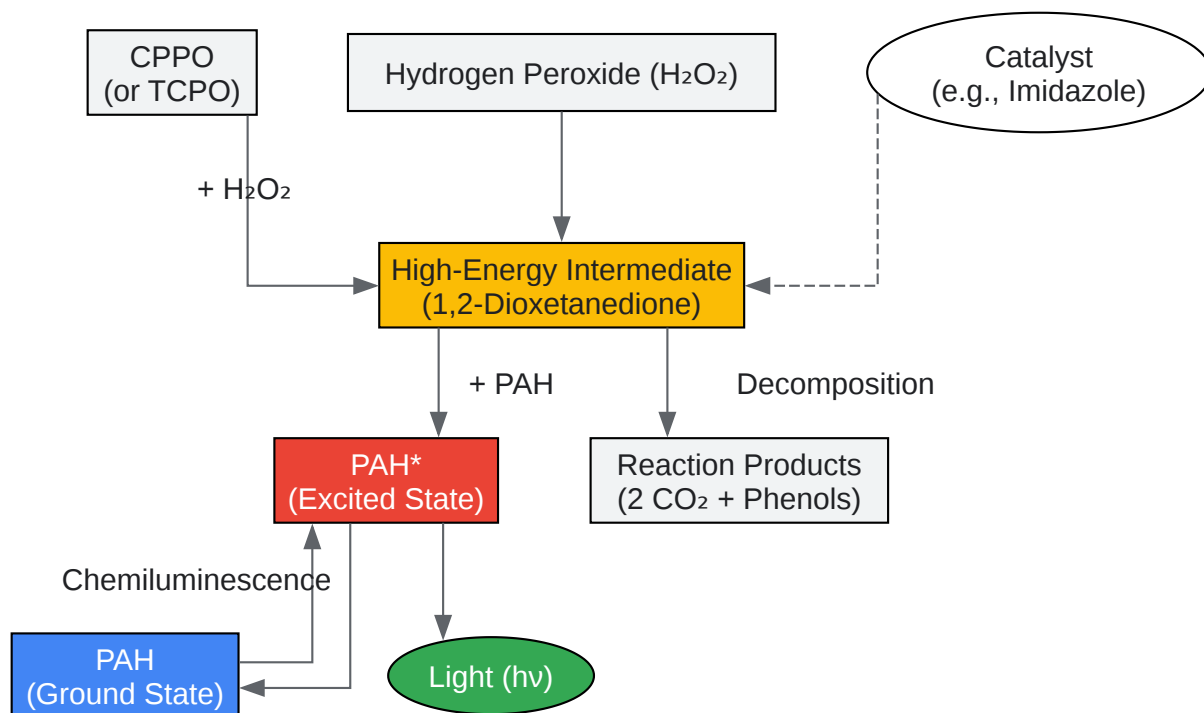 CPPO
(or TCPO)
Hydrogen Peroxide (H₂O₂)
Catalyst
(e.g., Imidazole)
+ H₂O₂
High-Energy Intermediate
(1,2-Dioxetanedione)
+ PAH
Decomposition
PAH*
(Excited State)
Reaction Products
(2 CO₂ + Phenols)
Chemiluminescence
PAH
(Ground State)
Light (hν)